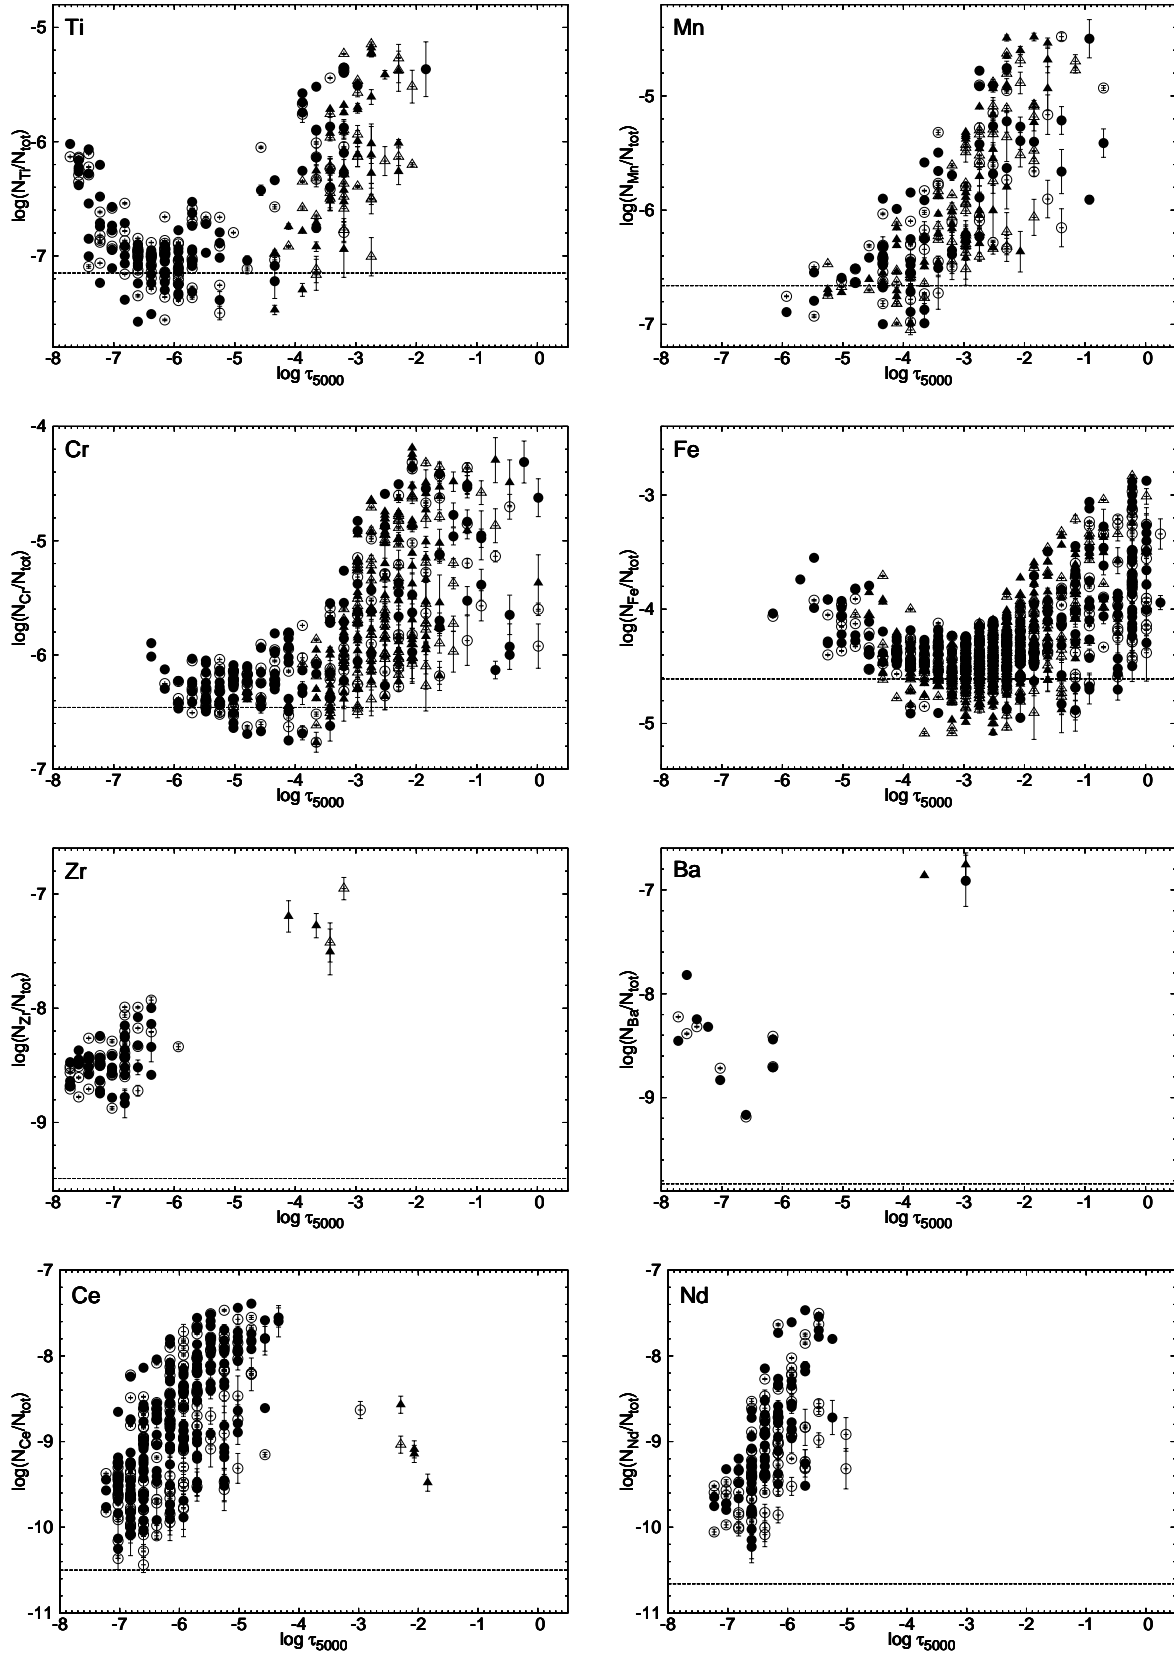 Ti
-5
-6
-7
log(N_Ti/N_tot)
-8 -7 -6 -5 -4 -3 -2 -1 0
log τ_5000
Mn
-5
-6
-7
log(N_Mn/N_tot)
-8 -7 -6 -5 -4 -3 -2 -1 0
log τ_5000
Cr
-4
-5
-6
-7
log(N_Cr/N_tot)
-8 -7 -6 -5 -4 -3 -2 -1 0
log τ_5000
Fe
-3
-4
-5
log(N_Fe/N_tot)
-8 -7 -6 -5 -4 -3 -2 -1 0
log τ_5000
Zr
-7
-8
-9
log(N_Zr/N_tot)
-8 -7 -6 -5 -4 -3 -2 -1 0
log τ_5000
Ba
-7
-8
-9
log(N_Ba/N_tot)
-8 -7 -6 -5 -4 -3 -2 -1 0
log τ_5000
Ce
-7
-8
-9
-10
-11
log(N_Ce/N_tot)
-8 -7 -6 -5 -4 -3 -2 -1 0
log τ_5000
Nd
-7
-8
-9
-10
-11
log(N_Nd/N_tot)
-8 -7 -6 -5 -4 -3 -2 -1 0
log τ_5000